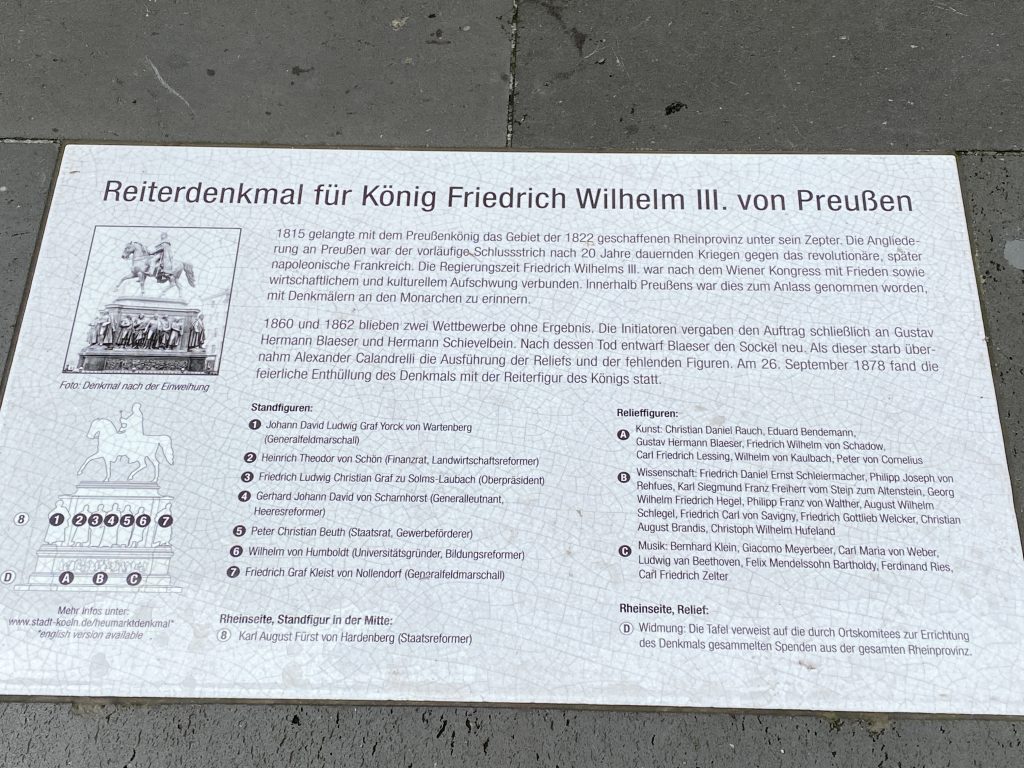 Reiterdenkmal für König Friedrich Wilhelm III. von Preußen
1815 gelangte mit dem Preußenkönig das Gebiet der 1822 geschaffenen Rheinprovinz unter sein Zepter. Die Angliede-
rung an Preußen war der vorläufige Schlussstrich nach 20 Jahre dauernden Kriegen gegen das revolutionäre, später
napoleonische Frankreich. Die Regierungszeit Friedrich Wilhelms III. war nach dem Wiener Kongress mit Frieden sowie
wirtschaftlichem und kulturellem Aufschwung verbunden. Innerhalb Preußens war dies zum Anlass genommen worden,
mit Denkmälern an den Monarchen zu erinnern.
1860 und 1862 blieben zwei Wettbewerbe ohne Ergebnis. Die Initiatoren vergaben den Auftrag schließlich an Gustav
Hermann Blaeser und Hermann Schievelbein. Nach dessen Tod entwarf Blaeser den Sockel neu. Als dieser starb über-
nahm Alexander Calandrelli die Ausführung der Reliefs und der fehlenden Figuren. Am 26. September 1878 fand die
feierliche Enthüllung des Denkmals mit der Reiterfigur des Königs statt.
Foto: Denkmal nach der Einweihung
8 1 2 3 4 5 6 7
D A B C
Mehr Infos unter:
www.stadt-koeln.de/heumarktdenkmal*
*english version available
Standfiguren:
1 Johann David Ludwig Graf Yorck von Wartenberg
(Generalfeldmarschall)
2 Heinrich Theodor von Schön (Finanzrat, Landwirtschaftsreformer)
3 Friedrich Ludwig Christian Graf zu Solms-Laubach (Oberpräsident)
4 Gerhard Johann David von Scharnhorst (Generalleutnant,
Heeresreformer)
5 Peter Christian Beuth (Staatsrat, Gewerbeförderer)
6 Wilhelm von Humboldt (Universitätsgründer, Bildungsreformer)
7 Friedrich Graf Kleist von Nollendorf (Generalfeldmarschall)
Rheinseite, Standfigur in der Mitte:
8 Karl August Fürst von Hardenberg (Staatsreformer)
Relieffiguren:
A Kunst: Christian Daniel Rauch, Eduard Bendemann,
Gustav Hermann Blaeser, Friedrich Wilhelm von Schadow,
Carl Friedrich Lessing, Wilhelm von Kaulbach, Peter von Cornelius
B Wissenschaft: Friedrich Daniel Ernst Schleiermacher, Philipp Joseph von
Rehfues, Karl Siegmund Franz Freiherr vom Stein zum Altenstein, Georg
Wilhelm Friedrich Hegel, Philipp Franz von Walther, August Wilhelm
Schlegel, Friedrich Carl von Savigny, Friedrich Gottlieb Welcker, Christian
August Brandis, Christoph Wilhelm Hufeland
C Musik: Bernhard Klein, Giacomo Meyerbeer, Carl Maria von Weber,
Ludwig van Beethoven, Felix Mendelssohn Bartholdy, Ferdinand Ries,
Carl Friedrich Zelter
Rheinseite, Relief:
D Widmung: Die Tafel verweist auf die durch Ortskomitees zur Errichtung
des Denkmals gesammelten Spenden aus der gesamten Rheinprovinz.